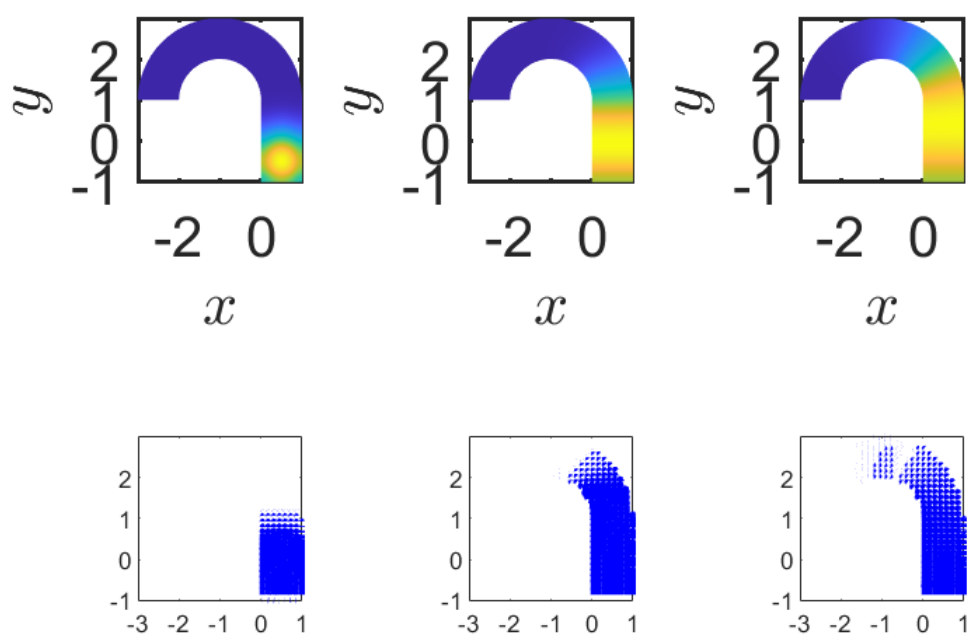 y 2 1 0 -1 y 2 1 0 -1 y 2 1 0 -1
-2 0 -2 0 -2 0
x x x
2 1 0 -1 2 1 0 -1 2 1 0 -1
-3 -2 -1 0 1 -3 -2 -1 0 1 -3 -2 -1 0 1